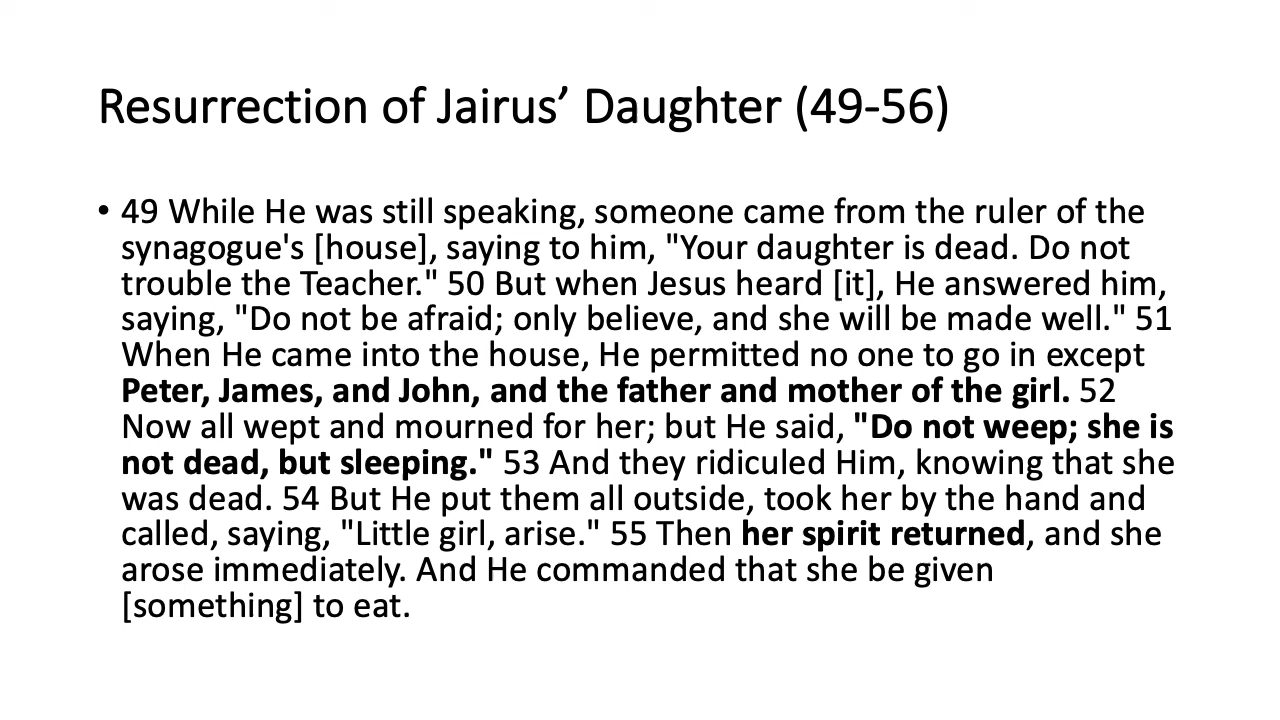 Resurrection of Jairus’ Daughter (49-56)
• 49 While He was still speaking, someone came from the ruler of the
synagogue's [house], saying to him, "Your daughter is dead. Do not
trouble the Teacher." 50 But when Jesus heard [it], He answered him,
saying, "Do not be afraid; only believe, and she will be made well." 51
When He came into the house, He permitted no one to go in except
Peter, James, and John, and the father and mother of the girl. 52
Now all wept and mourned for her; but He said, "Do not weep; she is
not dead, but sleeping." 53 And they ridiculed Him, knowing that she
was dead. 54 But He put them all outside, took her by the hand and
called, saying, "Little girl, arise." 55 Then her spirit returned, and she
arose immediately. And He commanded that she be given
[something] to eat.